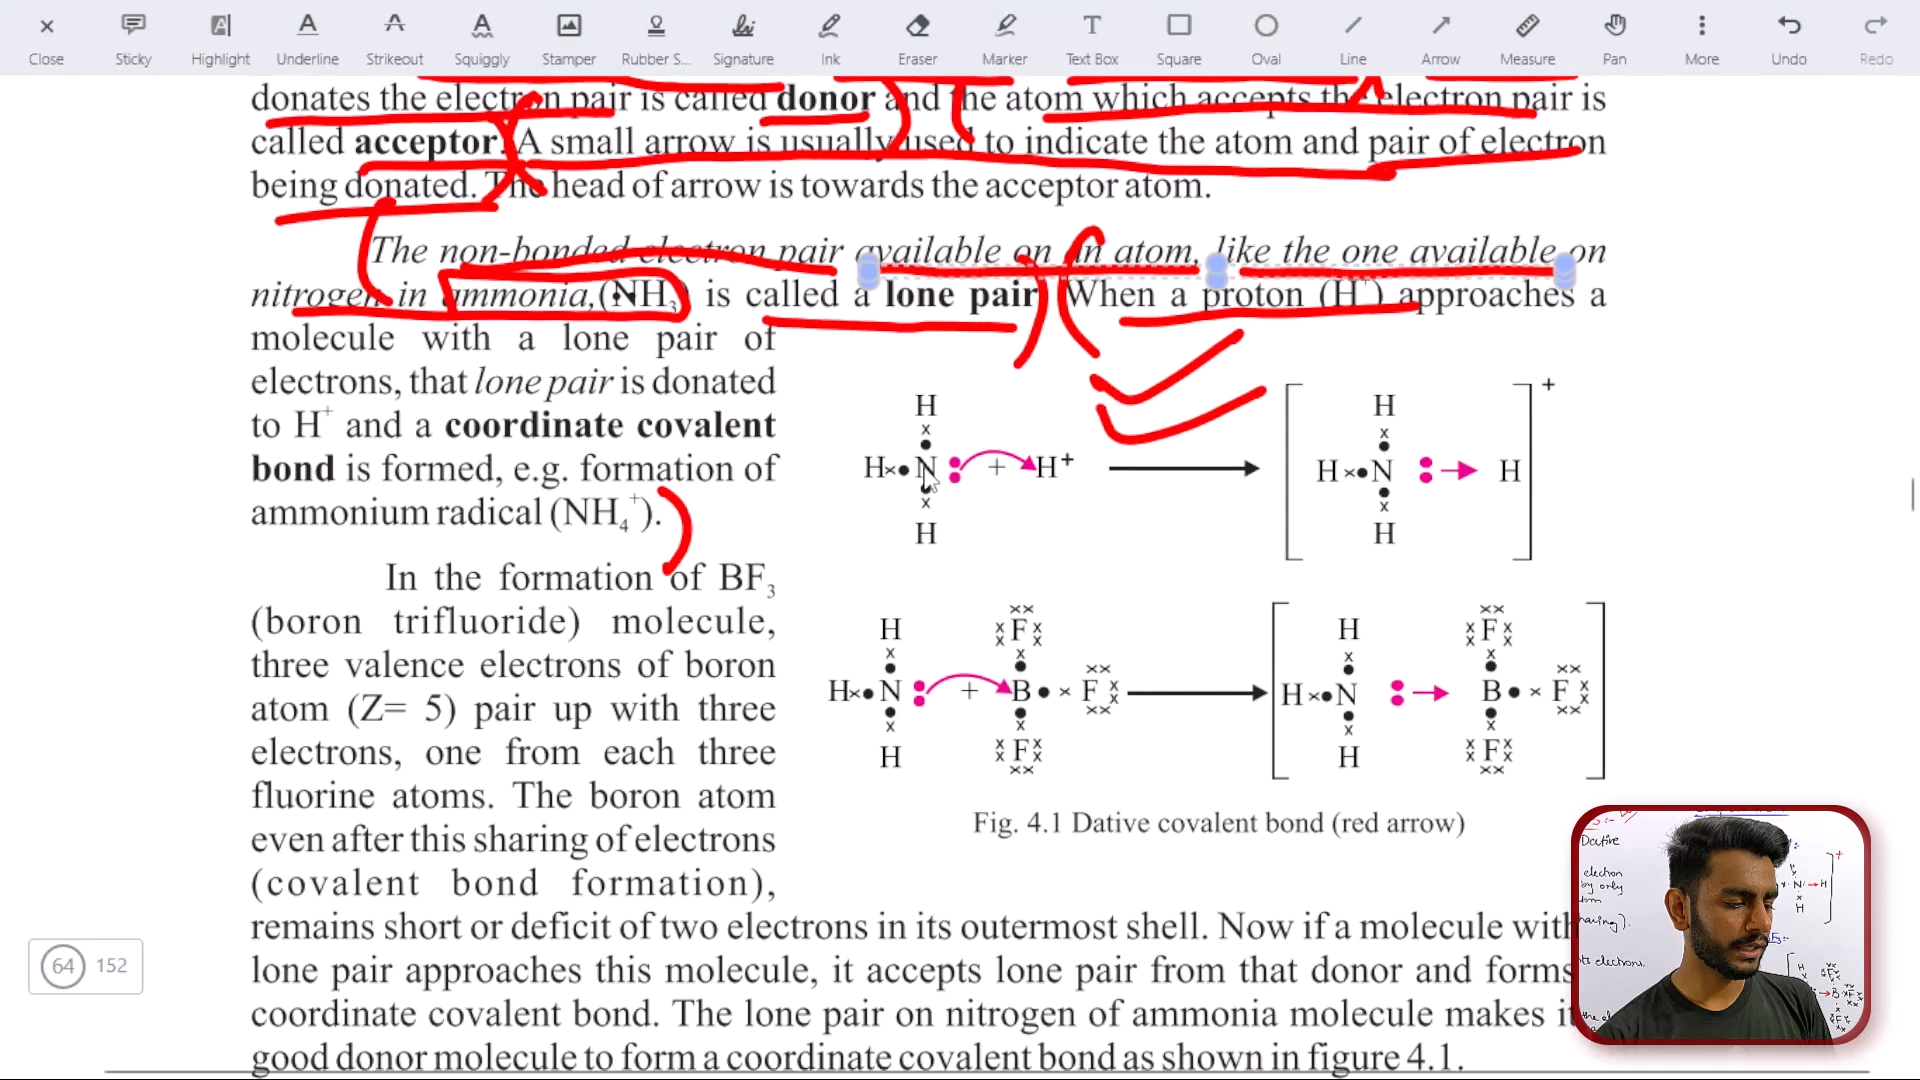 Close Sticky Highlight Underline Strikeout Squiggly Stamper Rubber S... Signature Ink Eraser Marker Text Box Square Oval Line Arrow Measure Pan More Undo Redo
donates the electron pair is called donor and the atom which accepts the electron pair is
called acceptor. A small arrow is usually used to indicate the atom and pair of electron
being donated. The head of arrow is towards the acceptor atom.
The non-bonded electron pair available on an atom, like the one available on
nitrogen in ammonia, (NH₃) is called a lone pair. When a proton (H⁺) approaches a
molecule with a lone pair of
electrons, that lone pair is donated
to H⁺ and a coordinate covalent
bond is formed, e.g. formation of
ammonium radical (NH₄⁺).
In the formation of BF₃
(boron trifluoride) molecule,
three valence electrons of boron
atom (Z= 5) pair up with three
electrons, one from each three
fluorine atoms. The boron atom
even after this sharing of electrons
(covalent bond formation),
H
H×•N + H⁺
H
H
H×•N H
H
+
H F H F
H×•N + B • × F H×•N B • × F
H F H F
Fig. 4.1 Dative covalent bond (red arrow)
remains short or deficit of two electrons in its outermost shell. Now if a molecule with
lone pair approaches this molecule, it accepts lone pair from that donor and forms
coordinate covalent bond. The lone pair on nitrogen of ammonia molecule makes it
good donor molecule to form a coordinate covalent bond as shown in figure 4.1.
64 152
Dative
electron
by only
haring).
electrons.